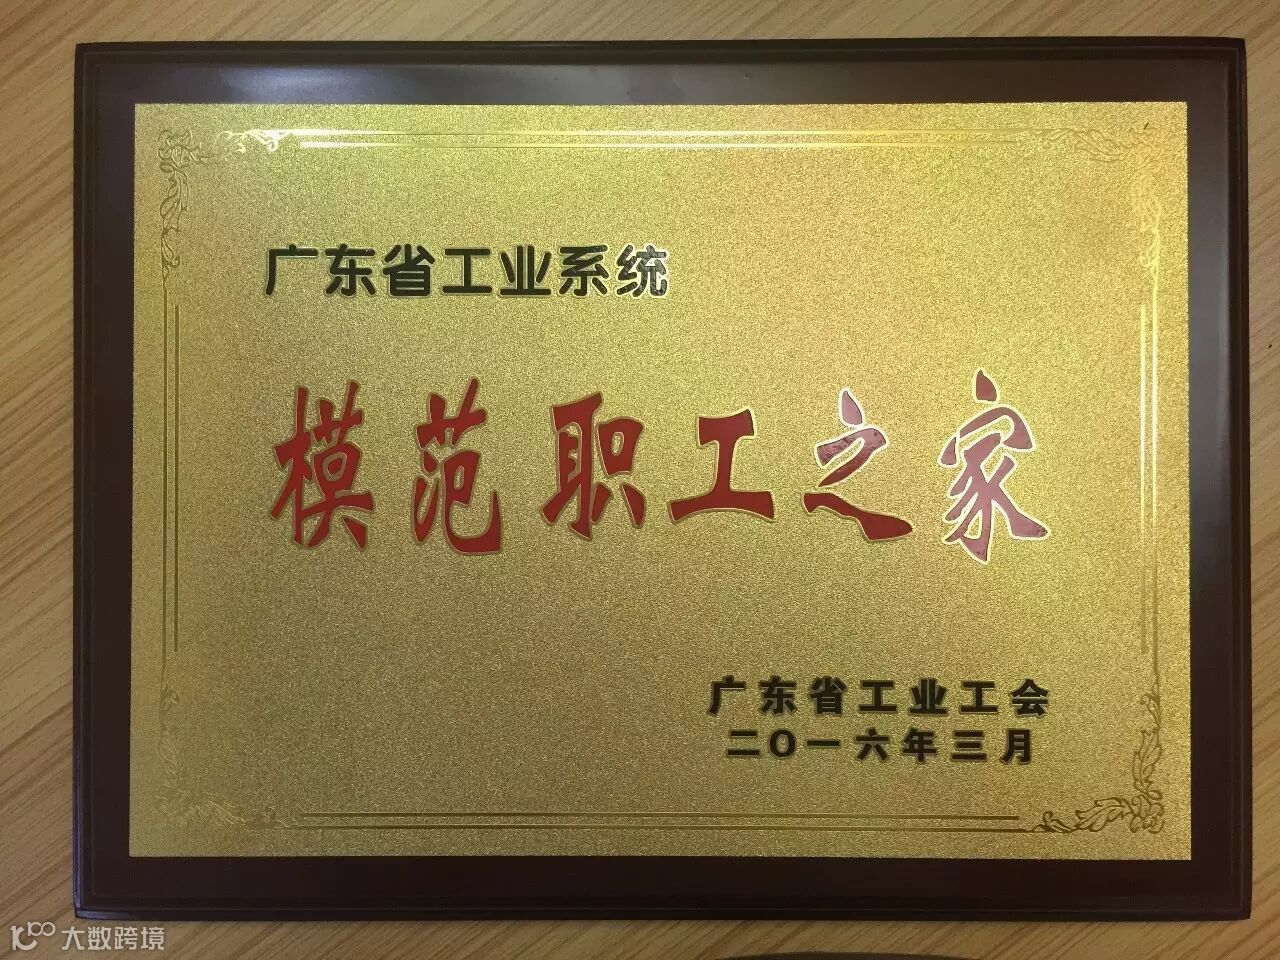 广东省工业系统
模范职工之家
广东省工业工会
二〇一六年三月
大数跨境